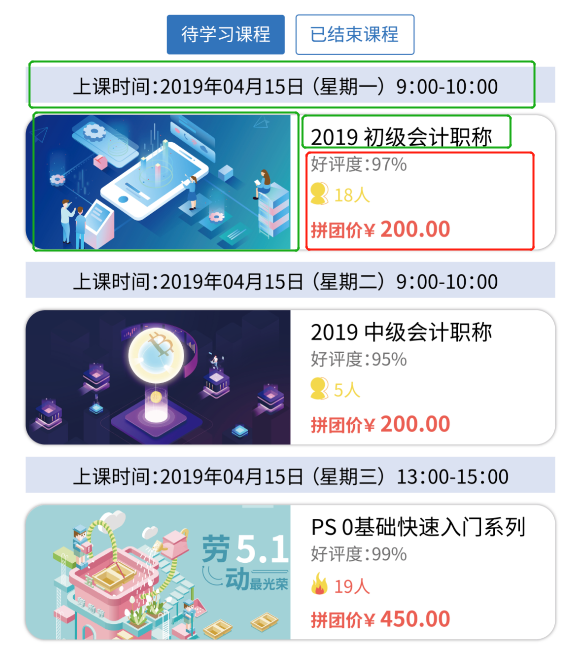 待学习课程
已结束课程
上课时间：2019年04月15日（星期一）9：00-10：00
2019 初级会计职称
好评度：97%
18人
拼团价￥200.00
上课时间：2019年04月15日（星期二）9：00-10：00
2019 中级会计职称
好评度：95%
5人
拼团价￥200.00
上课时间：2019年04月15日（星期三）13：00-15：00
劳5.1
动最光荣
PS 0基础快速入门系列
好评度：99%
19人
拼团价￥450.00